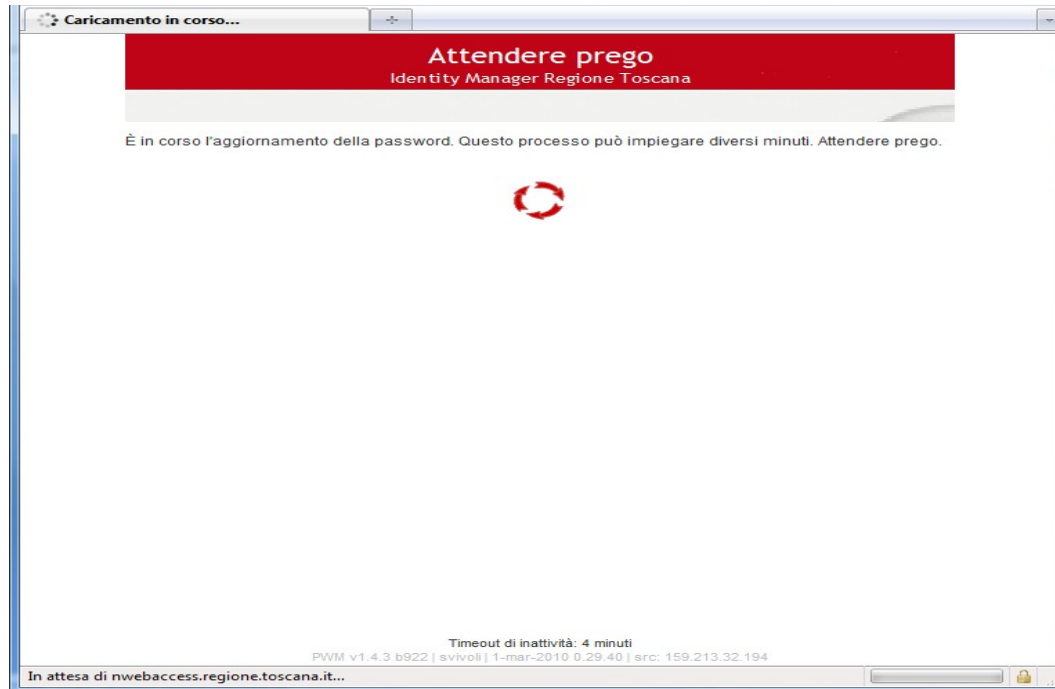 Caricamento in corso...
Attendere prego
Identity Manager Regione Toscana
È in corso l'aggiornamento della password. Questo processo può impiegare diversi minuti. Attendere prego.
Timeout di inattività: 4 minuti
PWM v1.4.3 b922 | svivoli | 1-mar-2010 0.29.40 | src: 159.213.32.194
In attesa di nwebaccess.regione.toscana.it...